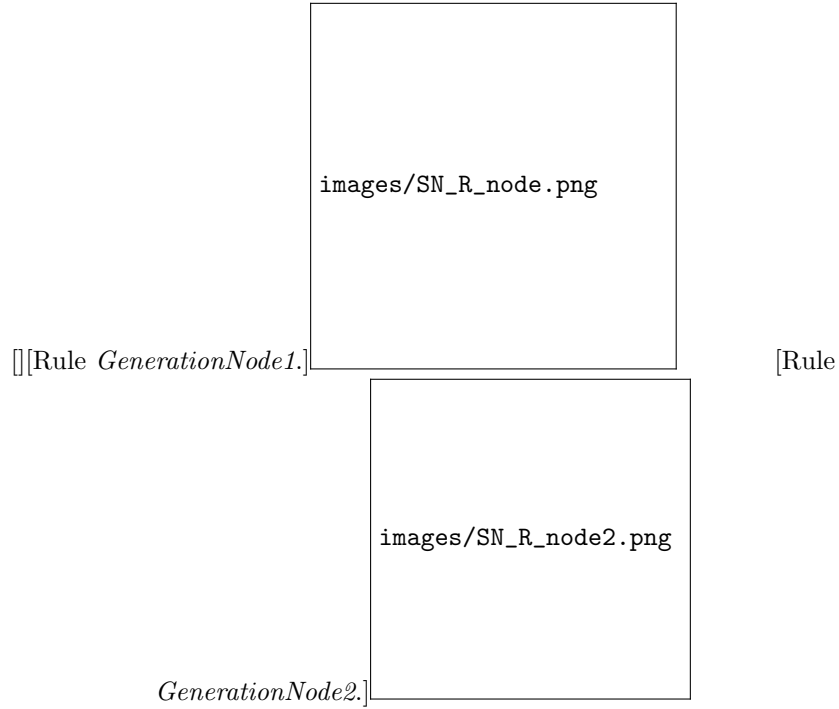 images/SN_R_node.png
[][Rule GenerationNode1.] [Rule
images/SN_R_node2.png
GenerationNode2.]